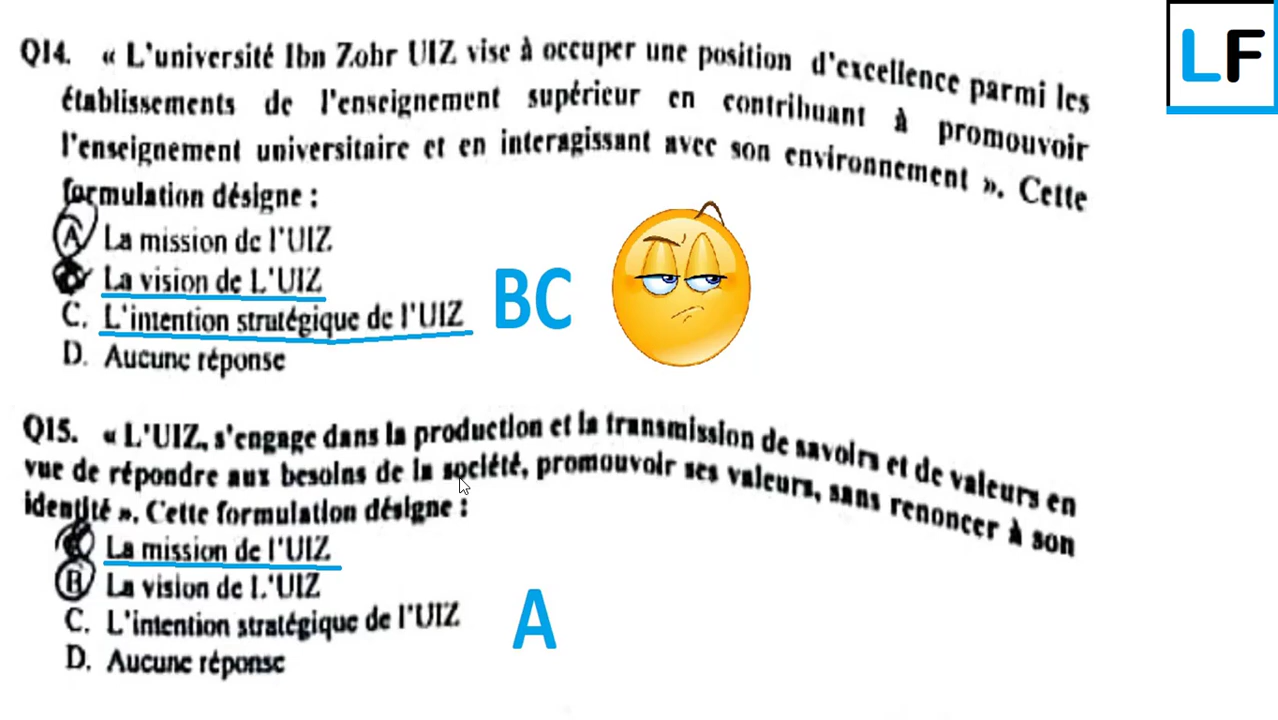 LF
Q14. « L'université Ibn Zohr UIZ vise à occuper une position d'excellence parmi les
établissements de l'enseignement supérieur en contribuant à promouvoir
l'enseignement universitaire et en interagissant avec son environnement ». Cette
formulation désigne :
A La mission de l'UIZ
La vision de L'UIZ
C. L'intention stratégique de l'UIZ
D. Aucune réponse
BC
Q15. « L'UIZ, s'engage dans la production et la transmission de savoirs et de valeurs en
vue de répondre aux besoins de la société, promouvoir ses valeurs, sans renoncer à son
identité ». Cette formulation désigne :
La mission de l'UIZ
B La vision de L'UIZ
C. L'intention stratégique de l'UIZ
D. Aucune réponse
A